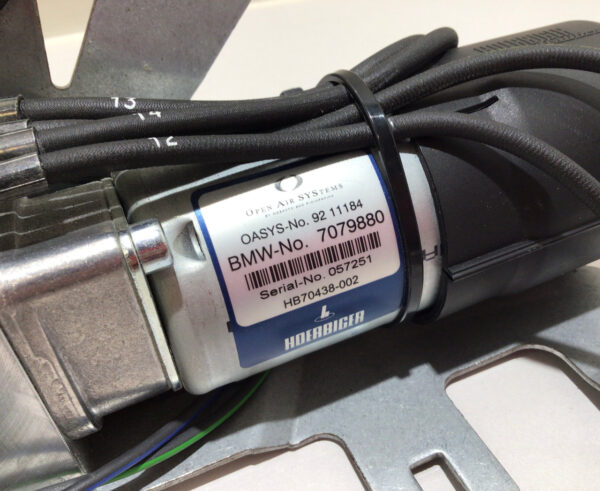 13
14
12
OPEN AIR SYSTEMS
OASYS-No. 92 11184
BMW-No. 7079880
Serial-No. 057251
HB70438-002
HOERBIGER